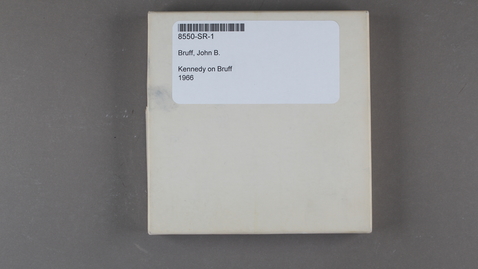 8550-SR-1
Bruff, John B.
Kennedy on Bruff
1966